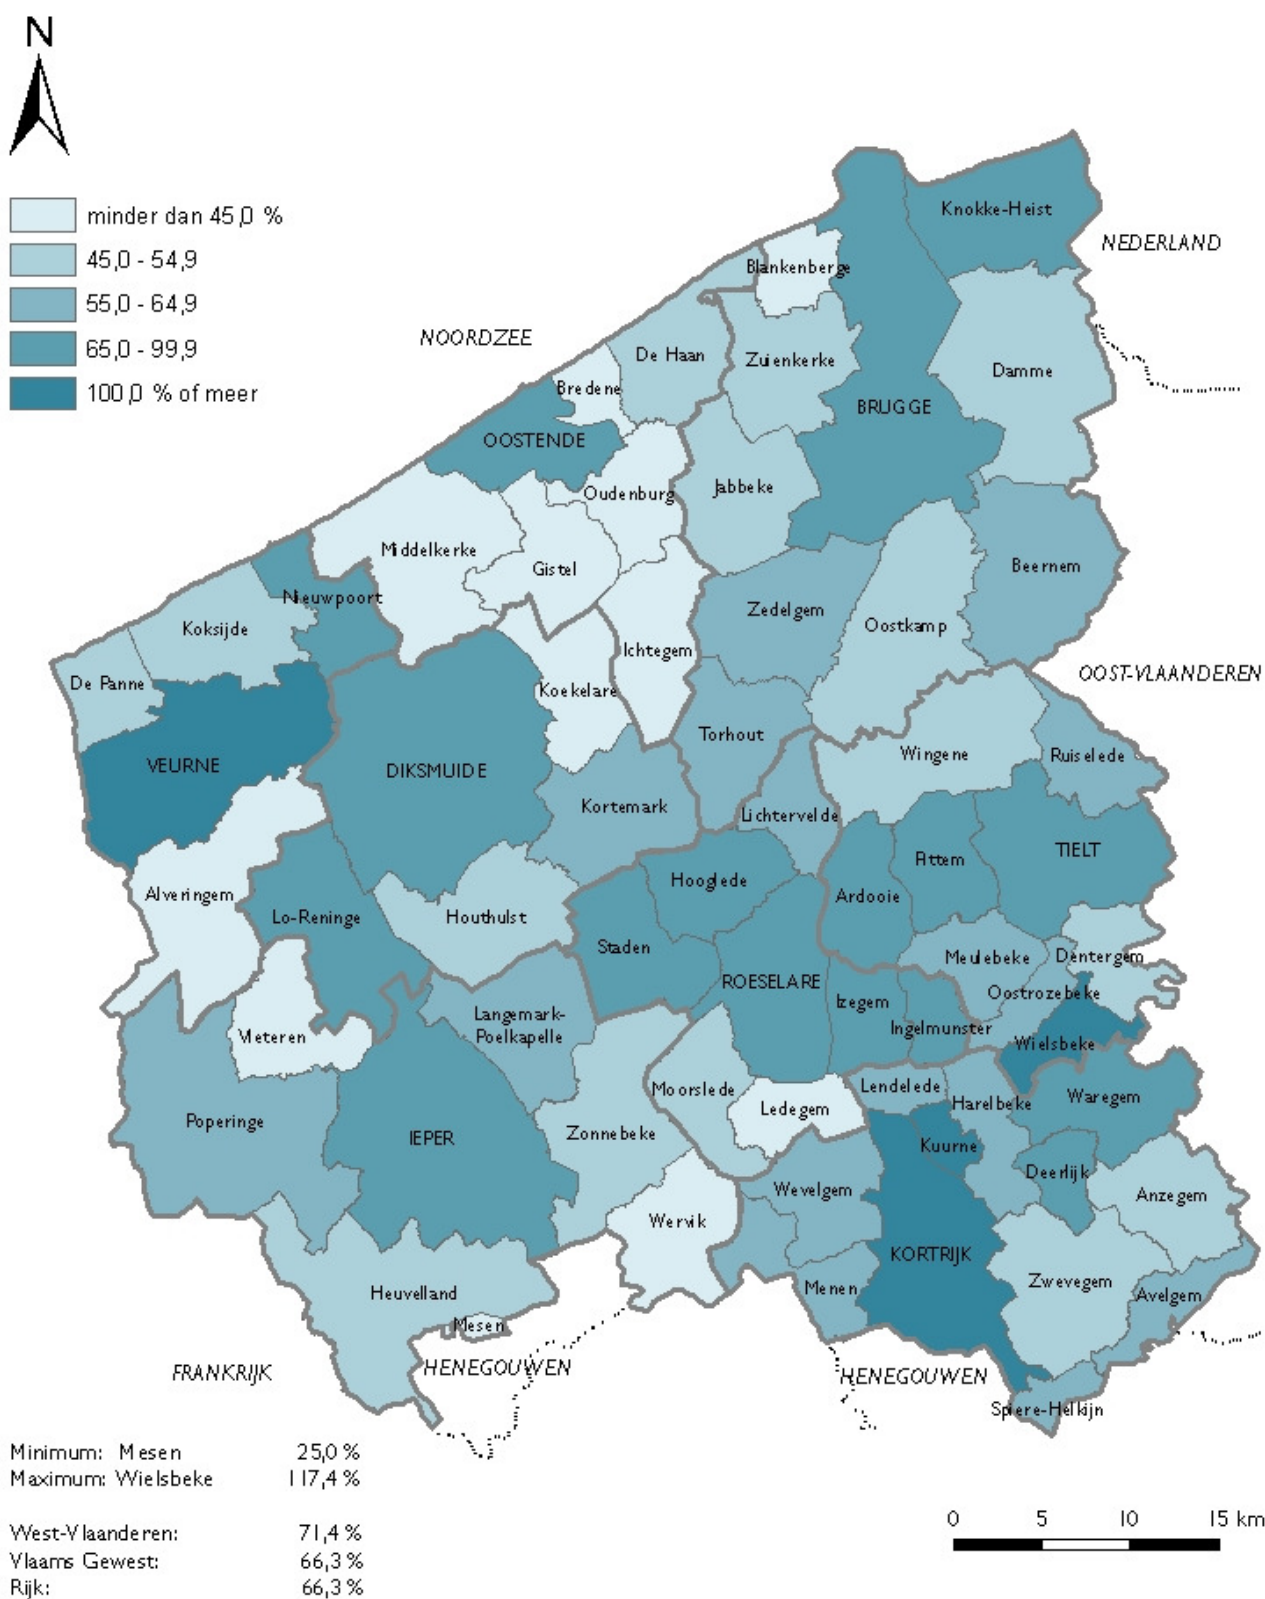 N
minder dan 45,0 %
45,0 - 54,9
55,0 - 64,9
65,0 - 99,9
100,0 % of meer
Knokke-Heist
NEDERLAND
Blankenberge
NOORDZEE
De Haan
Zuienkerke
Damme
Bredene
BRUGGE
OOSTENDE
Jabbeke
Oudenburg
Middelkerke
Gistel
Beernem
Nieuwpoort
Zedelgem
Koksijde
Oostkamp
Ichtegem
OOST-VLAANDEREN
De Panne
Koekelare
Torhout
Wingene
Ruiselede
VEURNE
DIKSMUIDE
Kortemark
Lichtervelde
TIELT
Pittem
Hooglede
Alveringem
Ardooie
Lo-Reninge
Houthulst
Staden
Meulebeke
Dentergem
ROESELARE
Oostrozebeke
Izegem
Langemark-
Poelkapelle
Ingelmunster
Vleteren
Wielsbeke
Moorslede
Lendelede
Waregem
Harelbeke
Ledegem
Poperinge
IEPER
Zonnebeke
Kuurne
Deerlijk
Wevelgem
Anzegem
Wervik
KORTRIJK
Zwevegem
Menen
Heuvelland
Avelgem
Mesen
FRANKRIJK
HENEGOUWEN
HENEGOUWEN
Spiere-Helkijn
Minimum: Mesen 25,0 %
Maximum: Wielsbeke 117,4 %
West-Vlaanderen: 71,4 %
Vlaams Gewest: 66,3 %
Rijk: 66,3 %
0 5 10 15 km